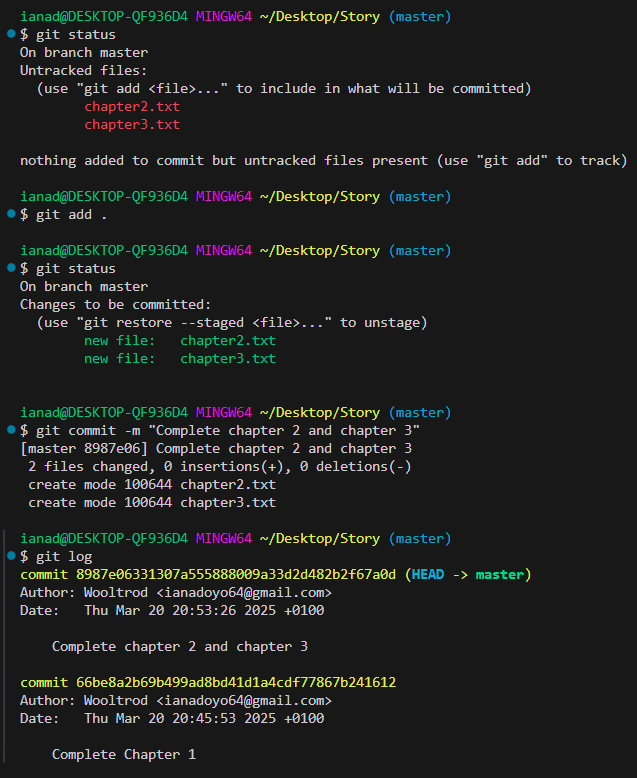 ianad@DESKTOP-QF936D4 MINGW64 ~/Desktop/Story (master)
$ git status
On branch master
Untracked files:
  (use "git add <file>..." to include in what will be committed)
        chapter2.txt
        chapter3.txt

nothing added to commit but untracked files present (use "git add" to track)

ianad@DESKTOP-QF936D4 MINGW64 ~/Desktop/Story (master)
$ git add .

ianad@DESKTOP-QF936D4 MINGW64 ~/Desktop/Story (master)
$ git status
On branch master
Changes to be committed:
  (use "git restore --staged <file>..." to unstage)
        new file:   chapter2.txt
        new file:   chapter3.txt

ianad@DESKTOP-QF936D4 MINGW64 ~/Desktop/Story (master)
$ git commit -m "Complete chapter 2 and chapter 3"
[master 8987e06] Complete chapter 2 and chapter 3
 2 files changed, 0 insertions(+), 0 deletions(-)
 create mode 100644 chapter2.txt
 create mode 100644 chapter3.txt

ianad@DESKTOP-QF936D4 MINGW64 ~/Desktop/Story (master)
$ git log
commit 8987e06331307a555888009a33d2d482b2f67a0d (HEAD -> master)
Author: Wooltrod <ianadoyo64@gmail.com>
Date:   Thu Mar 20 20:53:26 2025 +0100

    Complete chapter 2 and chapter 3

commit 66be8a2b69b499ad8bd41d1a4cdf77867b241612
Author: Wooltrod <ianadoyo64@gmail.com>
Date:   Thu Mar 20 20:45:53 2025 +0100

    Complete Chapter 1